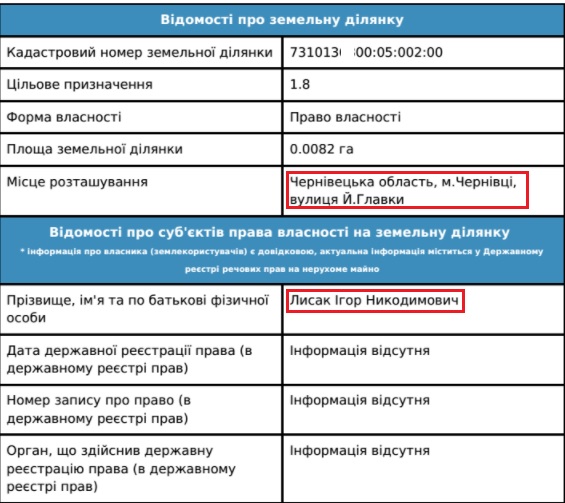 Відомості про земельну ділянку
Кадастровий номер земельної ділянки 731013 00:05:002:00
Цільове призначення 1.8
Форма власності Право власності
Площа земельної ділянки 0.0082 га
Місце розташування Чернівецька область, м.Чернівці,
вулиця Й.Главки
Відомості про суб'єктів права власності на земельну ділянку
* інформація про власника (землекористувачів) є довідковою, актуальна інформація міститься у Державному
реєстрі речових прав на нерухоме майно
Прізвище, ім'я та по батькові фізичної Лисак Ігор Никодимович
особи
Дата державної реєстрації права (в Інформація відсутня
державному реєстрі прав)
Номер запису про право (в Інформація відсутня
державному реєстрі прав)
Орган, що здійснив державну Інформація відсутня
реєстрацію права (в державному
реєстрі прав)